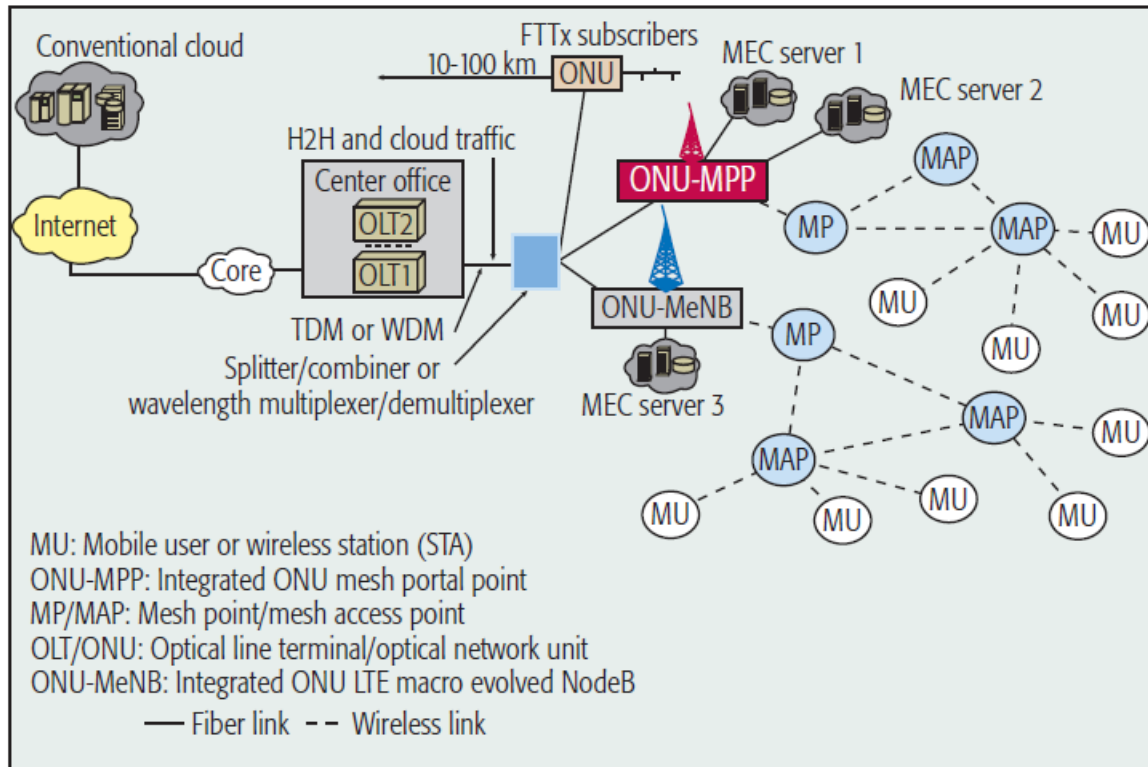 Conventional cloud
FTTx subscribers
10-100 km
ONU
MEC server 1
MEC server 2
H2H and cloud traffic
Center office
OLT2
OLT1
Internet
Core
ONU-MPP
MP
MAP
MAP
MU
MU
MU
MU
TDM or WDM
Splitter/combiner or
wavelength multiplexer/demultiplexer
ONU-MeNB
MEC server 3
MP
MAP
MAP
MU
MU
MU
MU
MU
MU: Mobile user or wireless station (STA)
ONU-MPP: Integrated ONU mesh portal point
MP/MAP: Mesh point/mesh access point
OLT/ONU: Optical line terminal/optical network unit
ONU-MeNB: Integrated ONU LTE macro evolved NodeB
Fiber link
Wireless link